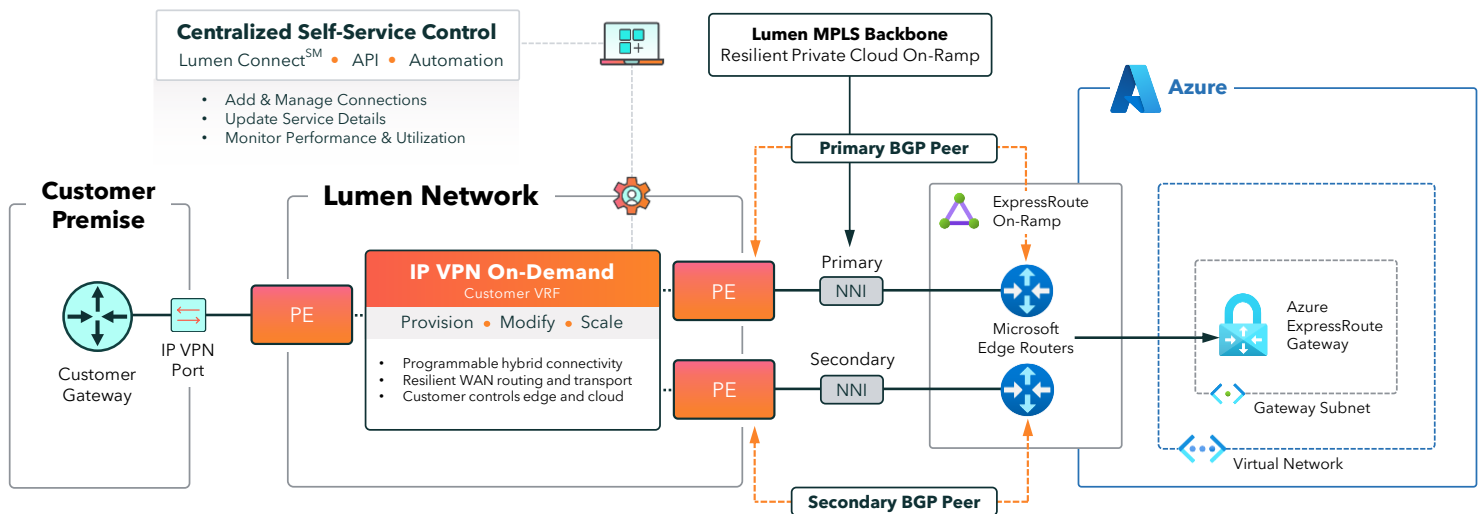 Centralized Self-Service Control
Lumen Connect℠ • API • Automation
• Add & Manage Connections
• Update Service Details
• Monitor Performance & Utilization
Lumen MPLS Backbone
Resilient Private Cloud On-Ramp
Azure
Primary BGP Peer
Customer
Premise
Lumen Network
ExpressRoute
On-Ramp
IP VPN On-Demand
Customer VRF
Provision • Modify • Scale
• Programmable hybrid connectivity
• Resilient WAN routing and transport
• Customer controls edge and cloud
PE
PE
PE
Primary
NNI
Secondary
NNI
Microsoft
Edge Routers
Azure
ExpressRoute
Gateway
IP VPN
Port
Customer
Gateway
Gateway Subnet
Virtual Network
Secondary BGP Peer